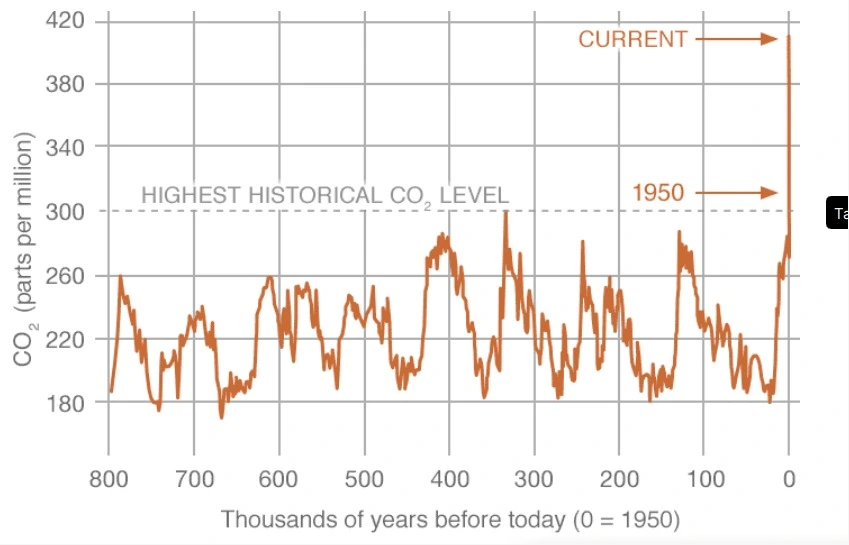 420
CURRENT
380
340
HIGHEST HISTORICAL CO₂ LEVEL
1950
300
260
220
180
CO₂ (parts per million)
800 700 600 500 400 300 200 100 0
Thousands of years before today (0 = 1950)
Ta